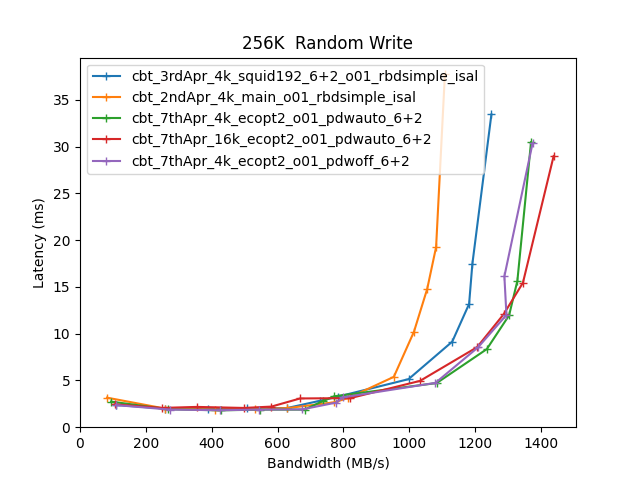 256K  Random Write
cbt_3rdApr_4k_squid192_6+2_o01_rbdsimple_isal
cbt_2ndApr_4k_main_o01_rbdsimple_isal
cbt_7thApr_4k_ecopt2_o01_pdwauto_6+2
cbt_7thApr_16k_ecopt2_o01_pdwauto_6+2
cbt_7thApr_4k_ecopt2_o01_pdwoff_6+2
35
30
25
20
15
10
5
0
Latency (ms)
0 200 400 600 800 1000 1200 1400
Bandwidth (MB/s)